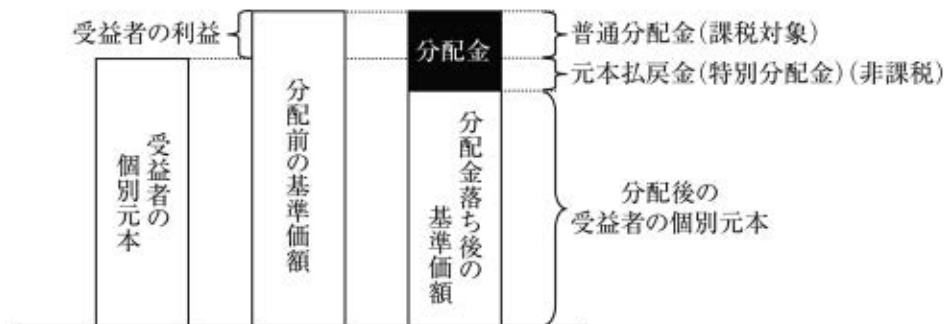 受益者の利益
分配金
普通分配金(課税対象)
元本払戻金(特別分配金)(非課税)
受益者の
個別元本
分配前の基準価額
分配金落ち後の
基準価額
分配後の
受益者の個別元本